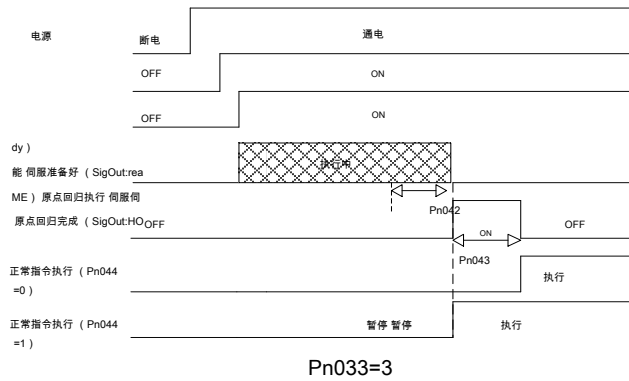 电源
断电
通电
OFF
ON
OFF
ON
dy）
能 伺服准备好 （SigOut:rea
执行中
ME） 原点回归执行 伺服伺
Pn042
原点回归完成 （SigOut:HO
OFF
ON
OFF
Pn043
正常指令执行 （Pn044
=0）
执行
正常指令执行 （Pn044
=1）
暂停 暂停
执行
Pn033=3